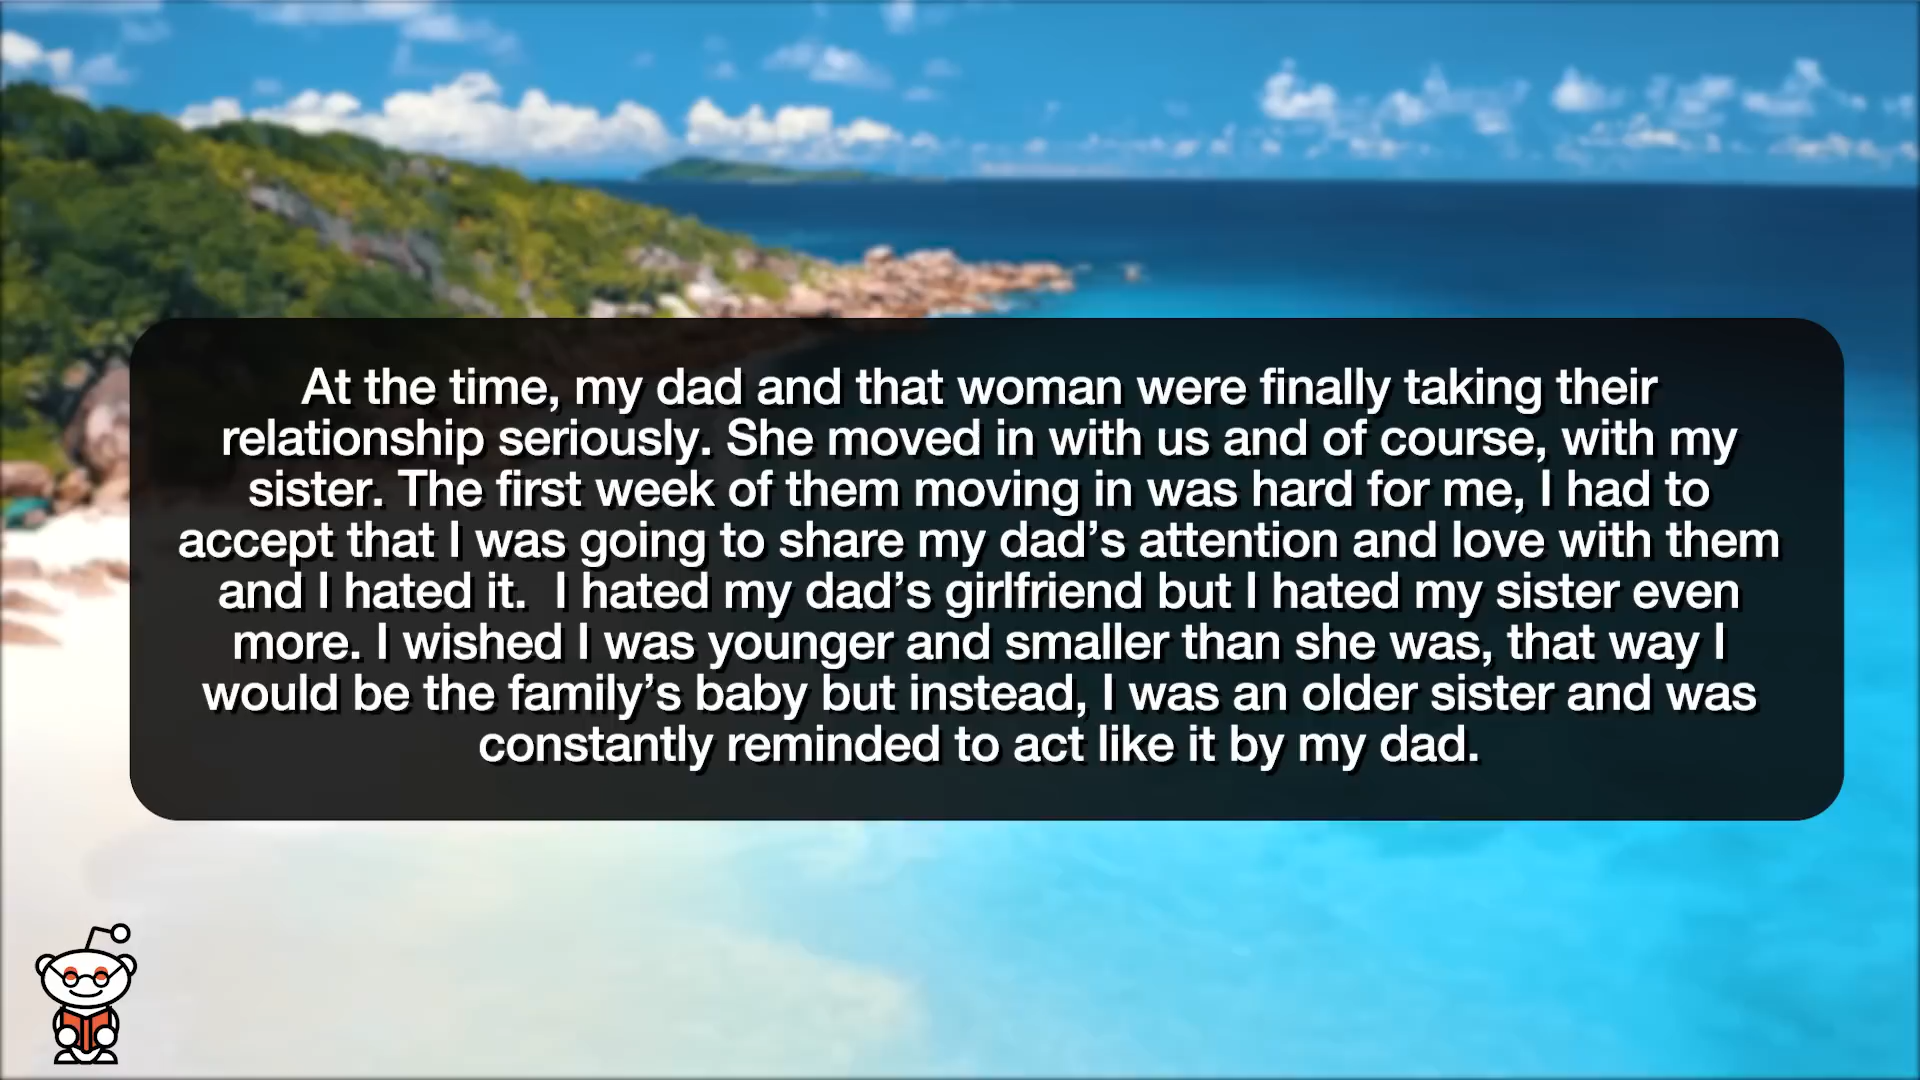 At the time, my dad and that woman were finally taking their
relationship seriously. She moved in with us and of course, with my
sister. The first week of them moving in was hard for me, I had to
accept that I was going to share my dad’s attention and love with them
and I hated it.  I hated my dad’s girlfriend but I hated my sister even
more. I wished I was younger and smaller than she was, that way I
would be the family’s baby but instead, I was an older sister and was
constantly reminded to act like it by my dad.